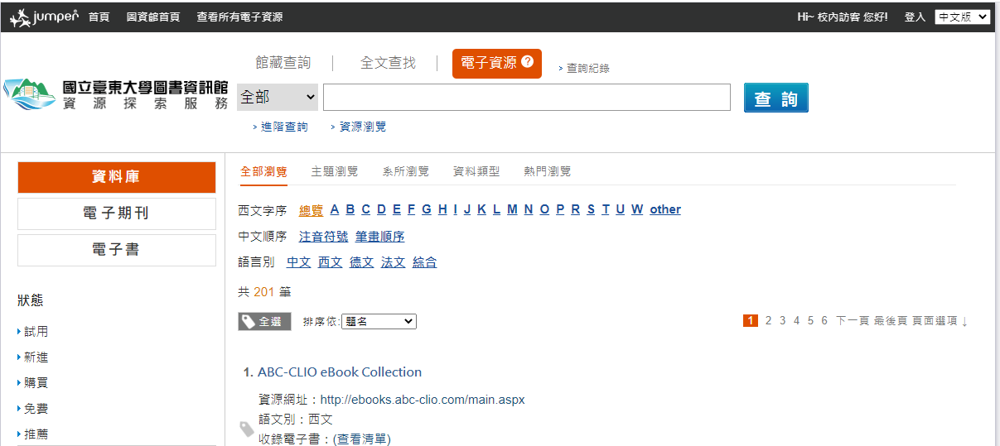 jumper 首頁 圖資館首頁 查看所有電子資源 Hi~ 校內訪客 您好! 登入 中文版
館藏查詢 全文查找 電子資源 ? 查詢紀錄
國立臺東大學圖書資訊館
資源探索服務
全部 查詢
進階查詢 資源瀏覽
資料庫
電子期刊
電子書
狀態
試用
新進
購買
免費
推薦
全部瀏覽 主題瀏覽 系所瀏覽 資料類型 熱門瀏覽
西文字序 總覽 A B C D E F G H I J K L M N O P R S T U W other
中文順序 注音符號 筆畫順序
語言別 中文 西文 德文 法文 綜合
共 201 筆
全選 排序依: 題名 1 2 3 4 5 6 下一頁 最後頁 頁面選項 ↓
1. ABC-CLIO eBook Collection
資源網址：http://ebooks.abc-clio.com/main.aspx
語文別：西文
收錄電子書：(查看清單)